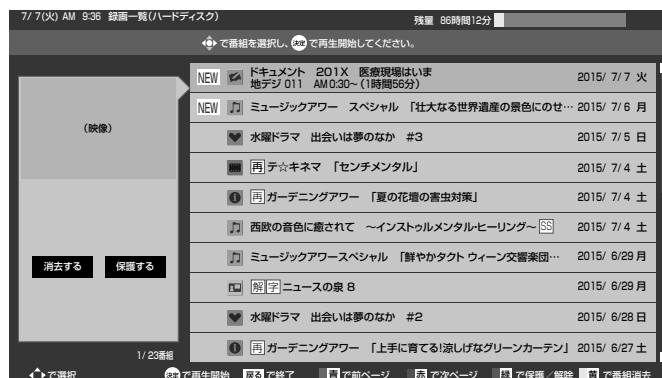 7/ 7(火) AM 9:36 録画一覧(ハードディスク)
残量 86時間12分
で番組を選択し、決定で再生開始してください。
(映像)
消去する 保護する
1/ 23番組
NEW ドキュメント 201X 医療現場はいま
地デジ 011 AM 0:30~(1時間56分) 2015/ 7/ 7 火
NEW ミュージックアワー スペシャル 「壮大なる世界遺産の景色にのせ… 2015/ 7/ 6 月
水曜ドラマ 出会いは夢のなか #3 2015/ 7/ 5 日
再 テ☆キネマ 「センチメンタル」 2015/ 7/ 4 土
再 ガーデニングアワー 「夏の花壇の害虫対策」 2015/ 7/ 4 土
西欧の音色に癒されて ~インストゥルメンタル・ヒーリング~ SS 2015/ 7/ 4 土
ミュージックアワースペシャル 「鮮やかタクト ウィーン交響楽団… 2015/ 6/29 月
解 字 ニュースの泉 8 2015/ 6/29 月
水曜ドラマ 出会いは夢のなか #2 2015/ 6/28 日
再 ガーデニングアワー 「上手に育てる!涼しげなグリーンカーテン」 2015/ 6/27 土
で選択 決定 で再生開始 戻る で終了 青 で前ページ 赤 で次ページ 緑 で保護/解除 黄 で番組消去